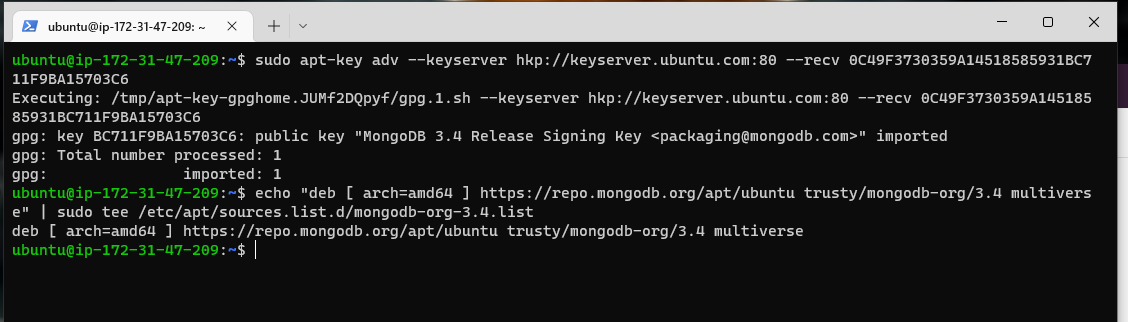 ubuntu@ip-172-31-47-209: ~
ubuntu@ip-172-31-47-209:~$ sudo apt-key adv --keyserver hkp://keyserver.ubuntu.com:80 --recv 0C49F3730359A14518585931BC7
11F9BA15703C6
Executing: /tmp/apt-key-gpghome.JUMf2DQpyf/gpg.1.sh --keyserver hkp://keyserver.ubuntu.com:80 --recv 0C49F3730359A145185
85931BC711F9BA15703C6
gpg: key BC711F9BA15703C6: public key "MongoDB 3.4 Release Signing Key <packaging@mongodb.com>" imported
gpg: Total number processed: 1
gpg:               imported: 1
ubuntu@ip-172-31-47-209:~$ echo "deb [ arch=amd64 ] https://repo.mongodb.org/apt/ubuntu trusty/mongodb-org/3.4 multivers
e" | sudo tee /etc/apt/sources.list.d/mongodb-org-3.4.list
deb [ arch=amd64 ] https://repo.mongodb.org/apt/ubuntu trusty/mongodb-org/3.4 multiverse
ubuntu@ip-172-31-47-209:~$